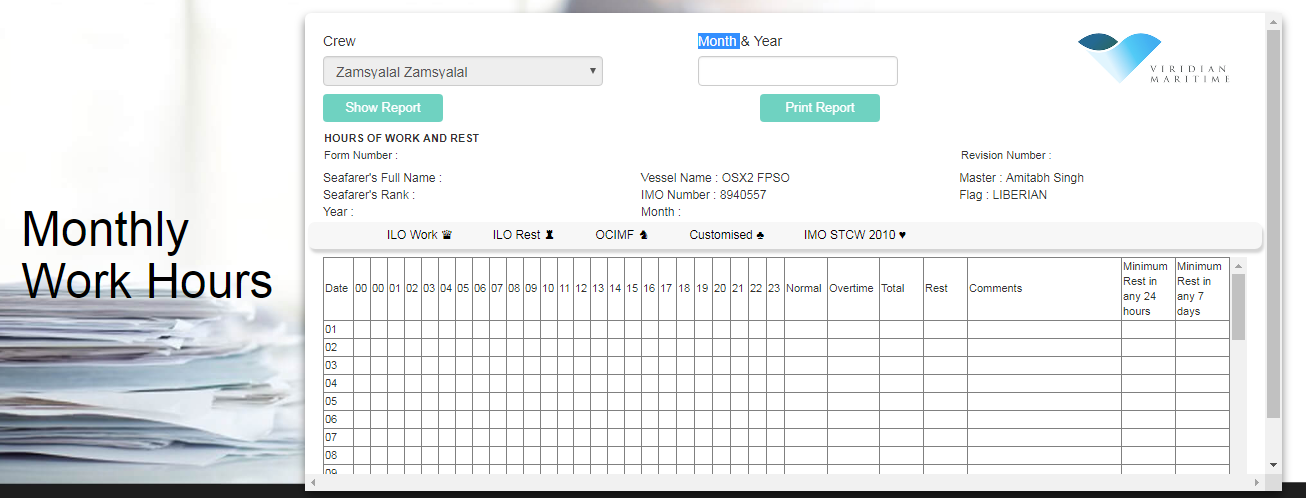 Monthly
Work Hours
Crew
Month & Year
Zamsyalal Zamsyalal
VIRIDIAN
MARITIME
Show Report
Print Report
HOURS OF WORK AND REST
Form Number :
Revision Number :
Seafarer's Full Name :
Vessel Name : OSX2 FPSO
Master : Amitabh Singh
Seafarer's Rank :
IMO Number : 8940557
Flag : LIBERIAN
Year :
Month :
ILO Work ♛ ILO Rest ♜ OCIMF ♞ Customised ♣ IMO STCW 2010 ♥
Date 00 00 01 02 03 04 05 06 07 08 09 10 11 12 13 14 15 16 17 18 19 20 21 22 23 Normal Overtime Total Rest Comments
Minimum
Rest in
any 24
hours
Minimum
Rest in
any 7
days
01
02
03
04
05
06
07
08
09